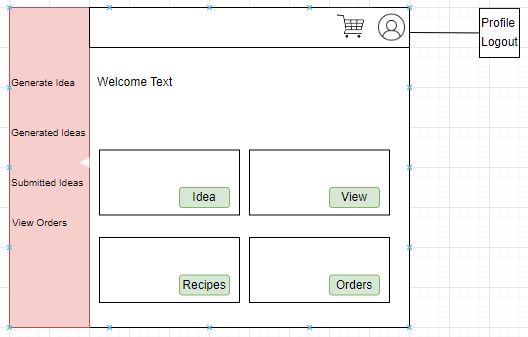 Profile
Logout
Generate Idea
Welcome Text
Generated Ideas
Submitted Ideas
View Orders
Idea
View
Recipes
Orders